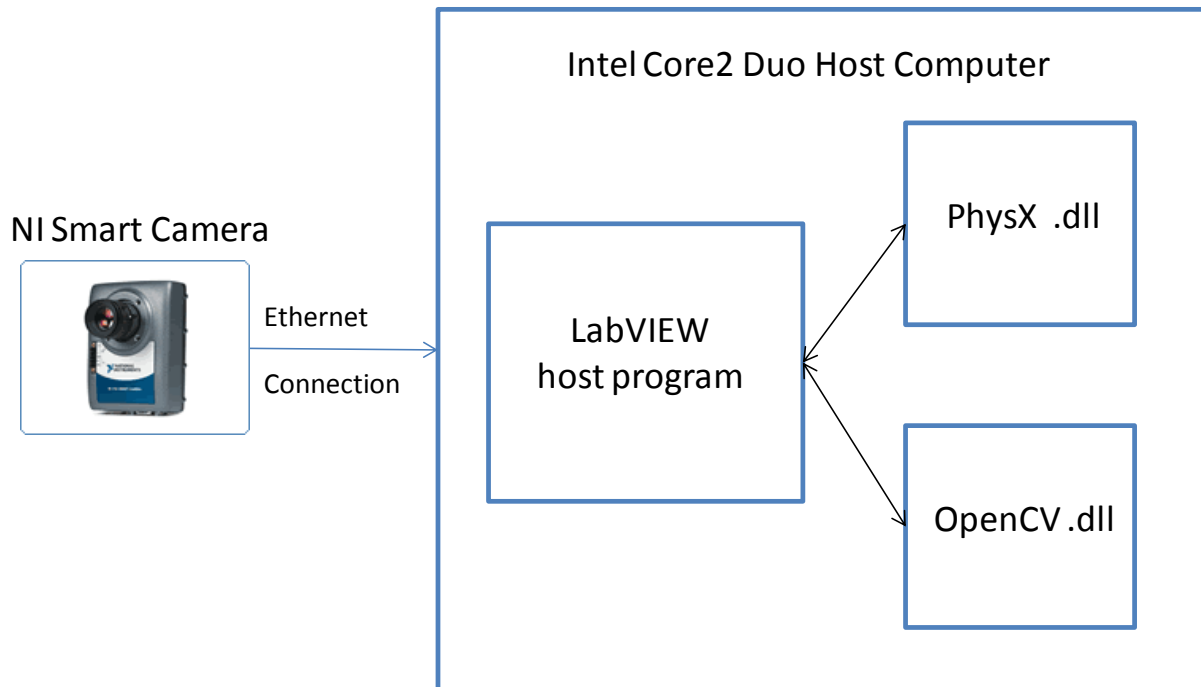 Intel Core2 Duo Host Computer
NI Smart Camera
Ethernet
Connection
LabVIEW
host program
PhysX .dll
OpenCV .dll